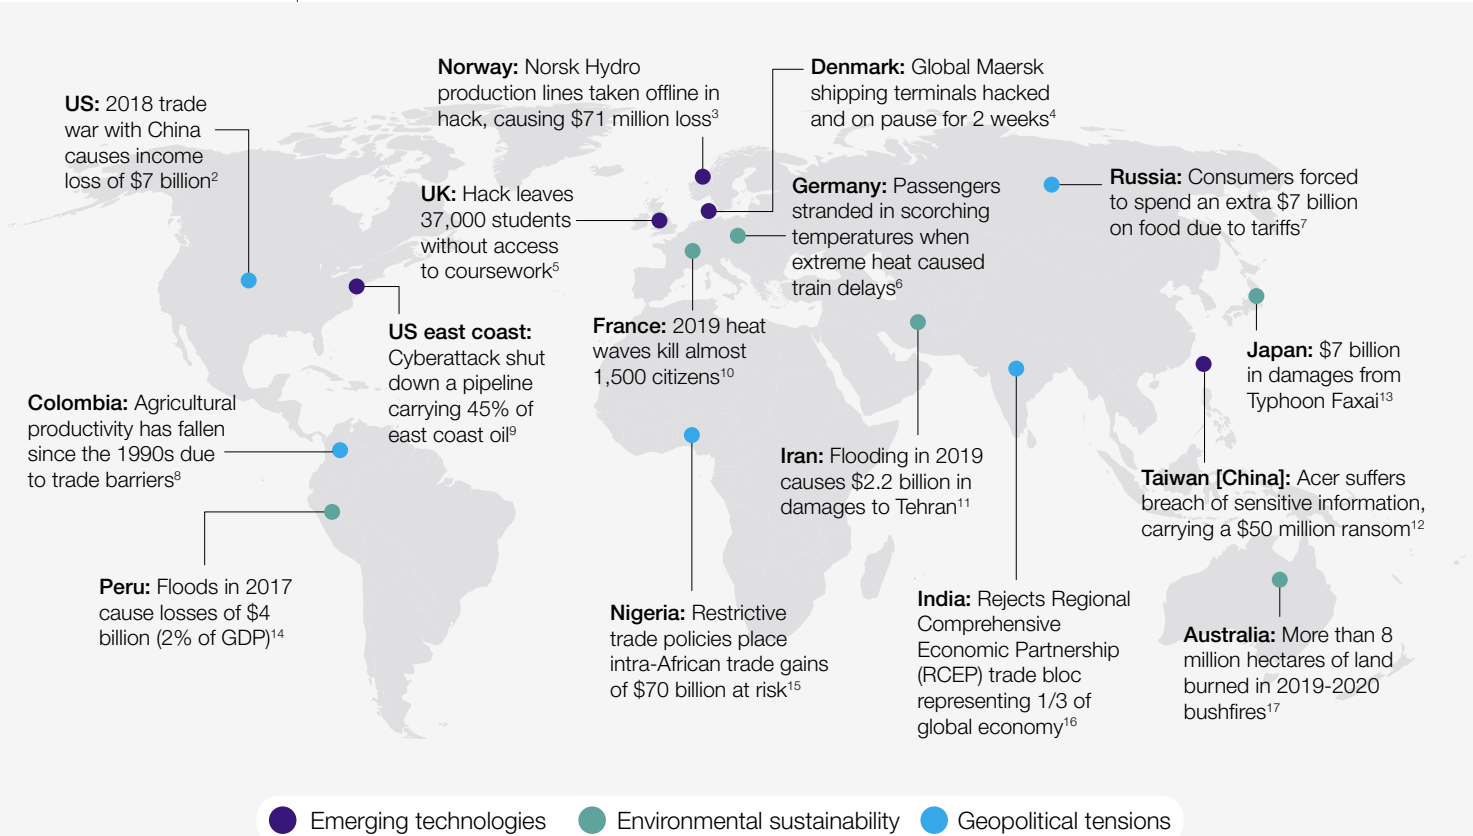 Norway: Norsk Hydro
production lines taken offline in
hack, causing $71 million loss³
Denmark: Global Maersk
shipping terminals hacked
and on pause for 2 weeks⁴
US: 2018 trade
war with China
causes income
loss of $7 billion²
UK: Hack leaves
37,000 students
without access
to coursework⁵
Germany: Passengers
stranded in scorching
temperatures when
extreme heat caused
train delays⁶
Russia: Consumers forced
to spend an extra $7 billion
on food due to tariffs⁷
US east coast:
Cyberattack shut
down a pipeline
carrying 45% of
east coast oil⁹
France: 2019 heat
waves kill almost
1,500 citizens¹⁰
Japan: $7 billion
in damages from
Typhoon Faxai¹³
Colombia: Agricultural
productivity has fallen
since the 1990s due
to trade barriers⁸
Iran: Flooding in 2019
causes $2.2 billion in
damages to Tehran¹¹
Taiwan [China]: Acer suffers
breach of sensitive information,
carrying a $50 million ransom¹²
Peru: Floods in 2017
cause losses of $4
billion (2% of GDP)¹⁴
Nigeria: Restrictive
trade policies place
intra-African trade gains
of $70 billion at risk¹⁵
India: Rejects Regional
Comprehensive
Economic Partnership
(RCEP) trade bloc
representing 1/3 of
global economy¹⁶
Australia: More than 8
million hectares of land
burned in 2019-2020
bushfires¹⁷
Emerging technologies
Environmental sustainability
Geopolitical tensions